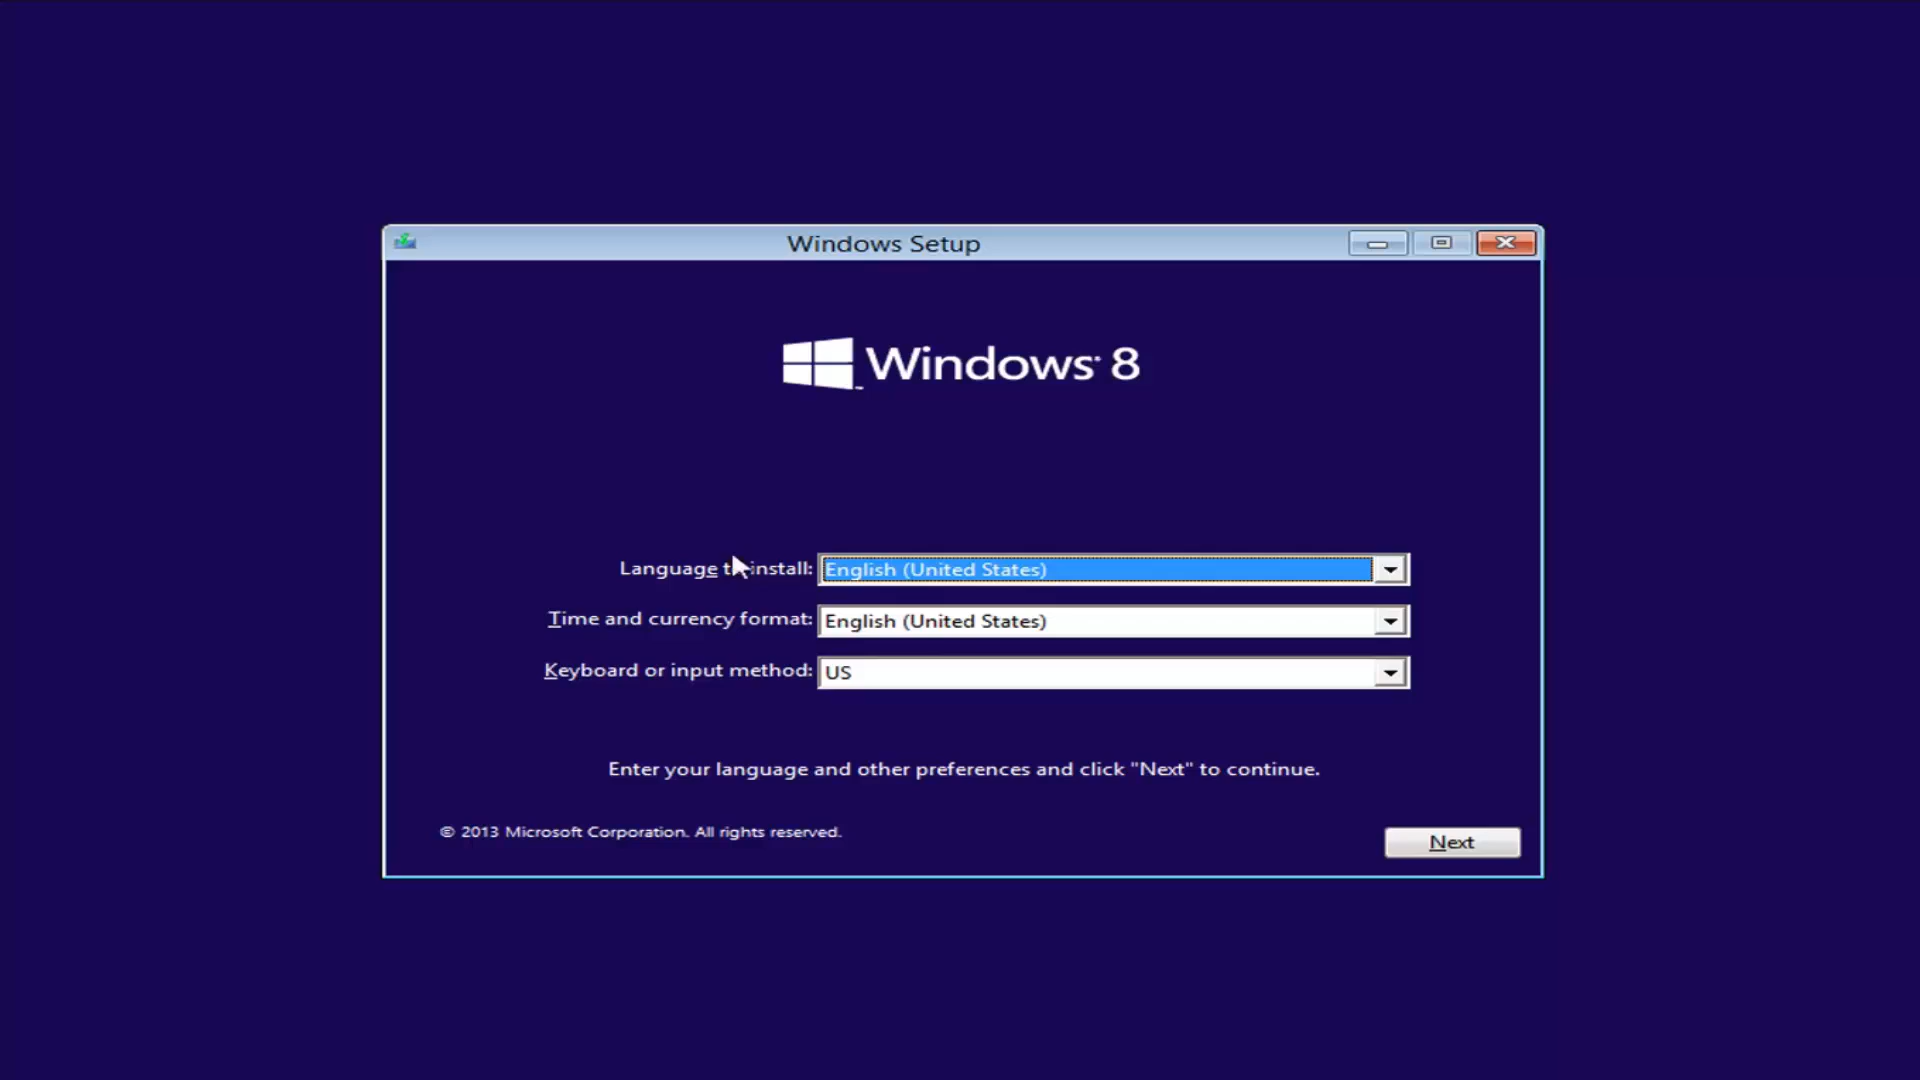 Windows Setup
Windows 8
Language to install: English (United States)
Time and currency format: English (United States)
Keyboard or input method: US
Enter your language and other preferences and click "Next" to continue.
© 2013 Microsoft Corporation. All rights reserved.
Next